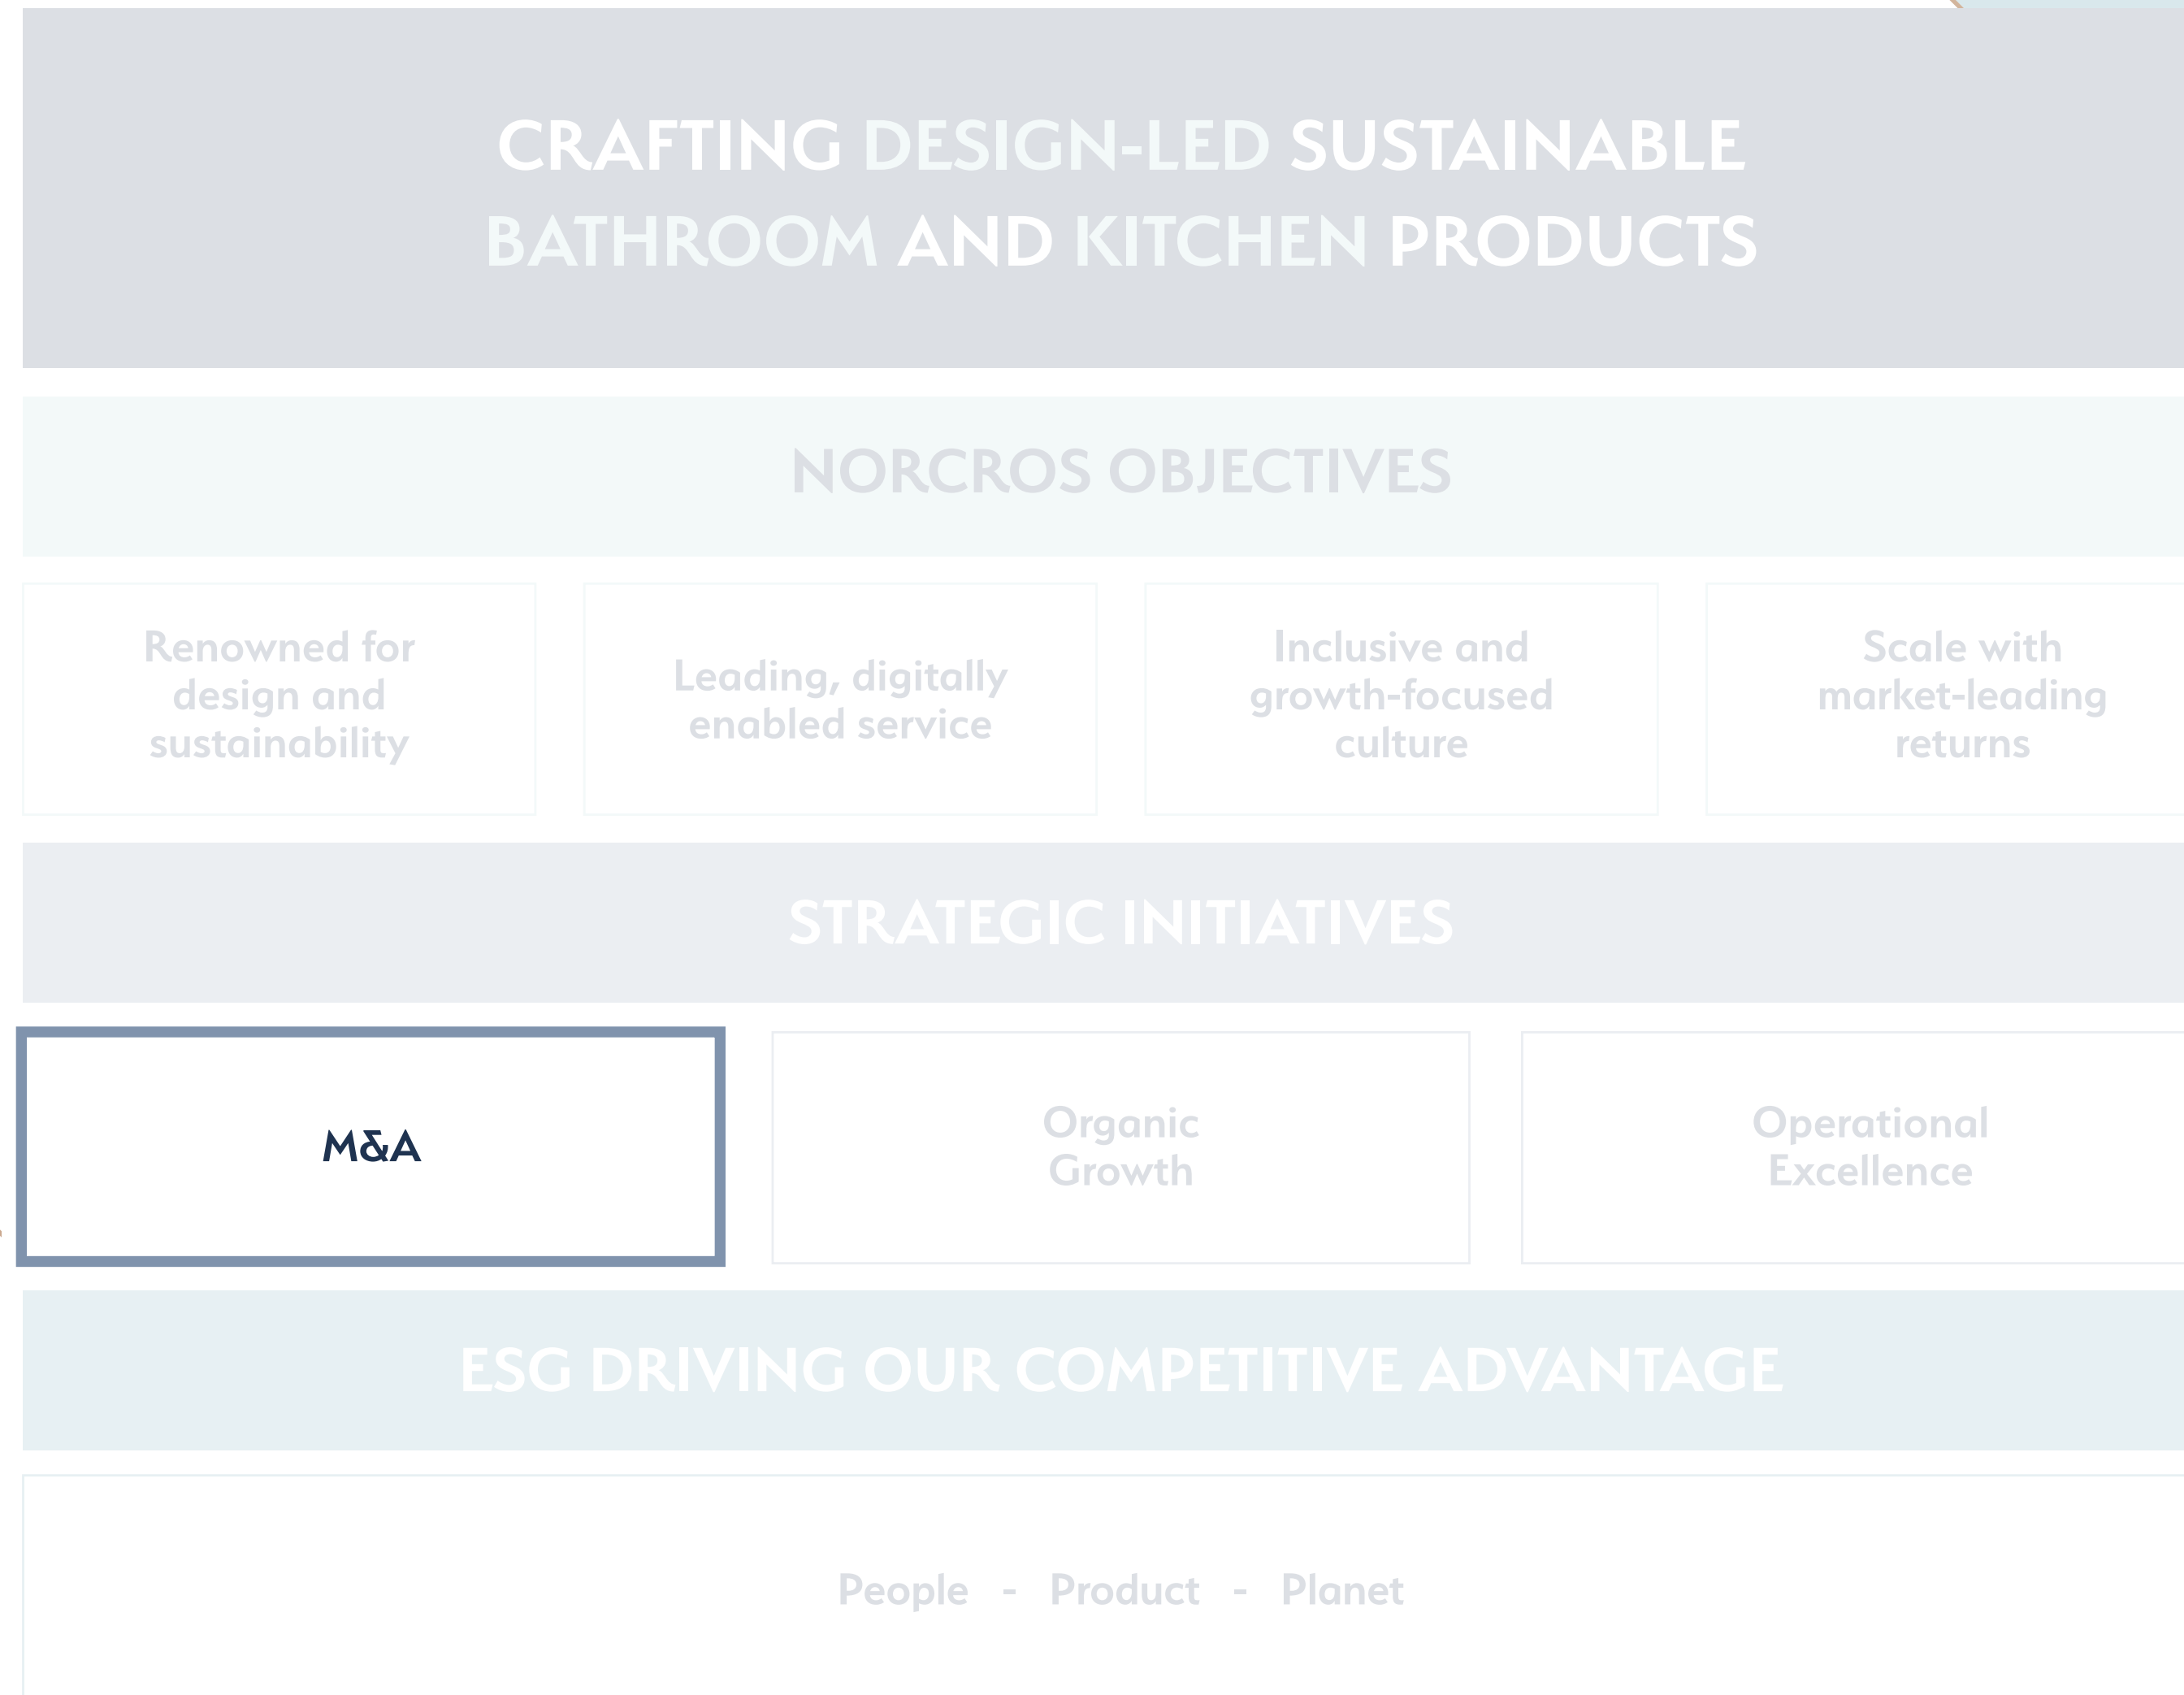 CRAFTING DESIGN-LED SUSTAINABLE
BATHROOM AND KITCHEN PRODUCTS
NORCROS OBJECTIVES
Renowned for
design and
sustainability
Leading, digitally
enabled service
Inclusive and
growth-focused
culture
Scale with
market-leading
returns
STRATEGIC INITIATIVES
M&A
Organic
Growth
Operational
Excellence
ESG DRIVING OUR COMPETITIVE ADVANTAGE
People - Product - Planet